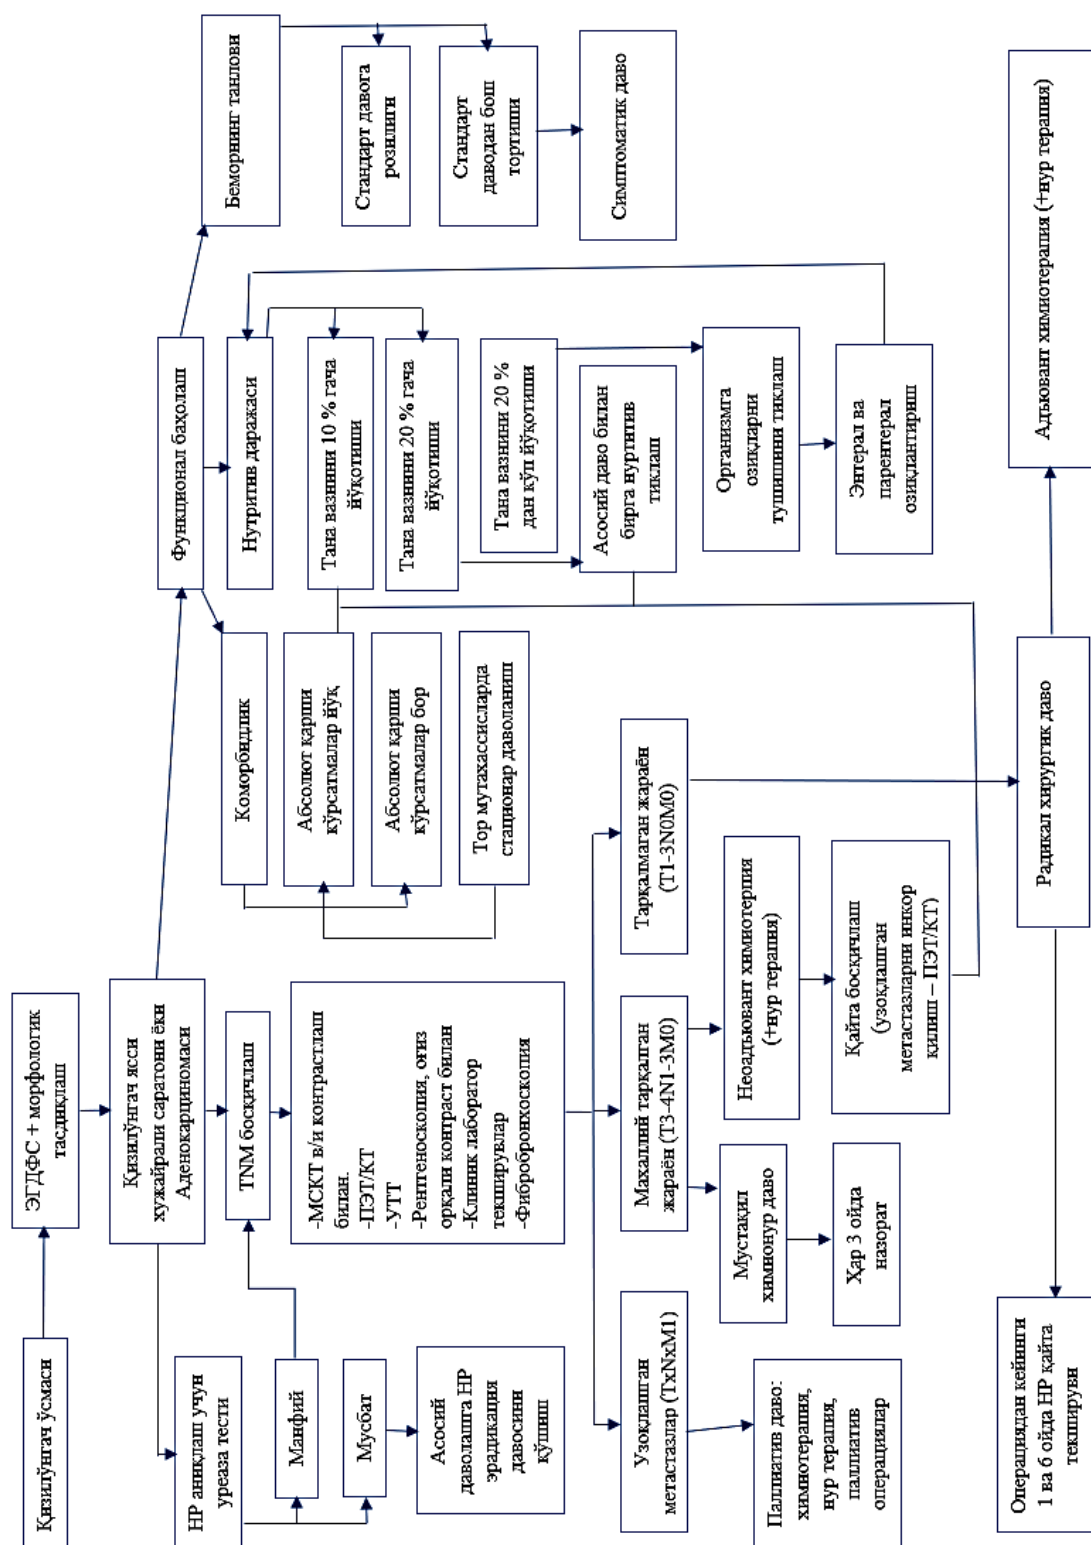 Қизилўнгач ўсмаси
ЭГДФС + морфологик
тасдиқлаш
Қизилўнгач ясси
хужайрали саратони ёки
Аденокарциномаси
НР аниқлаш учун
уреаза тести
Манфий
Мусбат
Асосий
даволашга НР
эрадикация
давосини
қўшиш
TNM босқичлаш
-МСКТ в/и контрастлаш
билан.
-ПЭТ/КТ
-УТТ
-Рентгеноскопия, оғиз
орқали контраст билан
-Клиник лаборатор
текширувлар
-Фибробронхоскопия
Функционал баҳолаш
Коморбидлик
Абсолют қарши
кўрсатмалар йўқ
Абсолют қарши
кўрсатмалар бор
Тор мутахассисларда
стационар даволаниш
Нутритив даражаси
Тана вазнини 10 % гача
йўқотиши
Тана вазнини 20 % гача
йўқотиши
Тана вазнини 20 %
дан кўп йўқотиши
Асосий даво билан
бирга нуртитив
тиклаш
Организмга
озиқларни
тушишини тиклаш
Энтерал ва
парентерал
озиқлантириш
Беморнинг танлови
Стандарт давога
розилиги
Стандарт
даводан бош
тортиши
Симптоматик даво
Узоқлашган
метастазлар (TxNxM1)
Паллиатив даво:
химиотерапия,
нур терапия,
паллиатив
операциялар
Махаллий тарқалган
жараён (T3-4N1-3M0)
Мустақил
химионур даво
Ҳар 3 ойда
назорат
Неоадъювант химиотерпия
(+нур терапия)
Қайта босқичлаш
(узоқлашган
метастазларни инкор
қилиш – ПЭТ/КТ)
Тарқалмаган жараён
(T1-3N0M0)
Радикал хирургик даво
Операциядан кейинги
1 ва 6 ойда НР қайта
текшируви
Адъювант химиотерапия (+нур терапия)